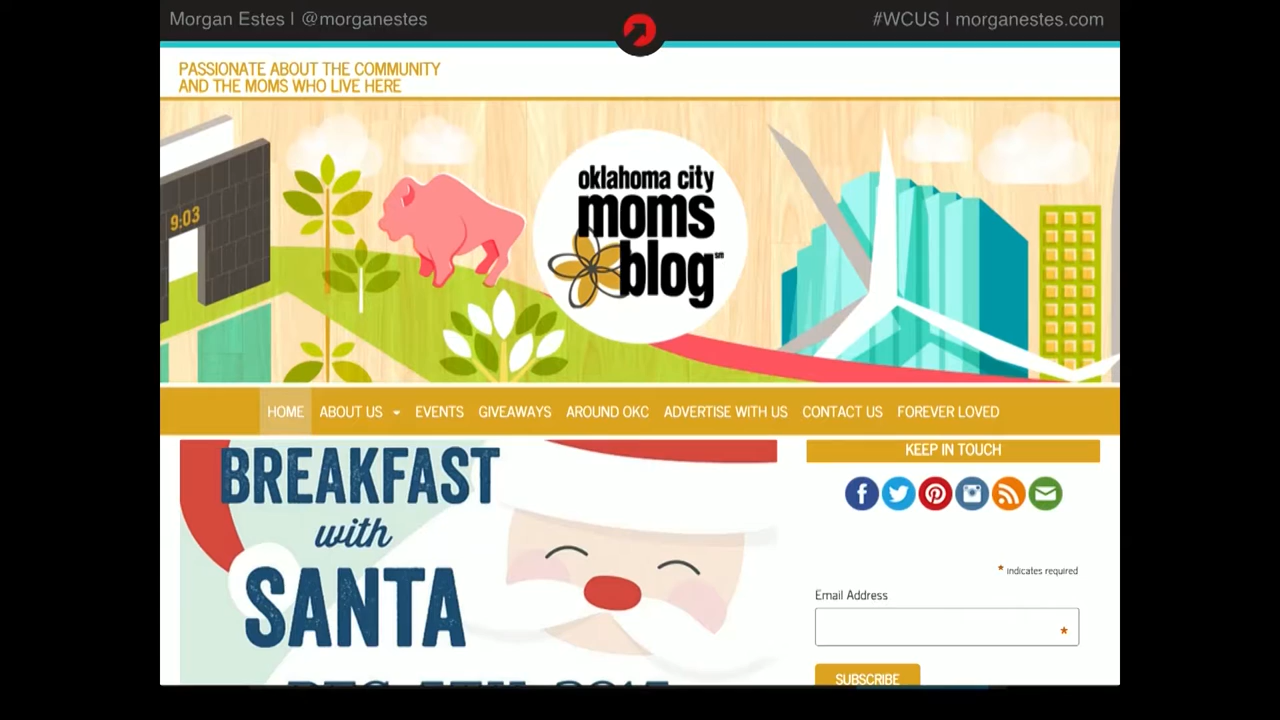 Morgan Estes | @morganestes
#WCUS | morganestes.com
PASSIONATE ABOUT THE COMMUNITY
AND THE MOMS WHO LIVE HERE
9:03
oklahoma city
moms
blog
SM
HOME ABOUT US EVENTS GIVEAWAYS AROUND OKC ADVERTISE WITH US CONTACT US FOREVER LOVED
BREAKFAST
with
SANTA
KEEP IN TOUCH
* indicates required
Email Address
*
SUBSCRIBE